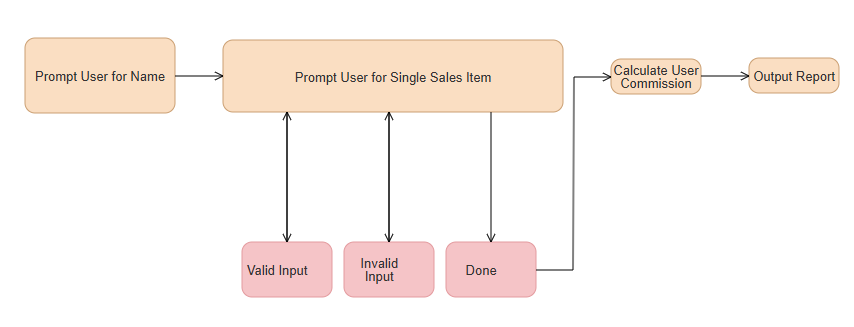 Prompt User for Name
Prompt User for Single Sales Item
Calculate User
Commission
Output Report
Valid Input
Invalid
Input
Done